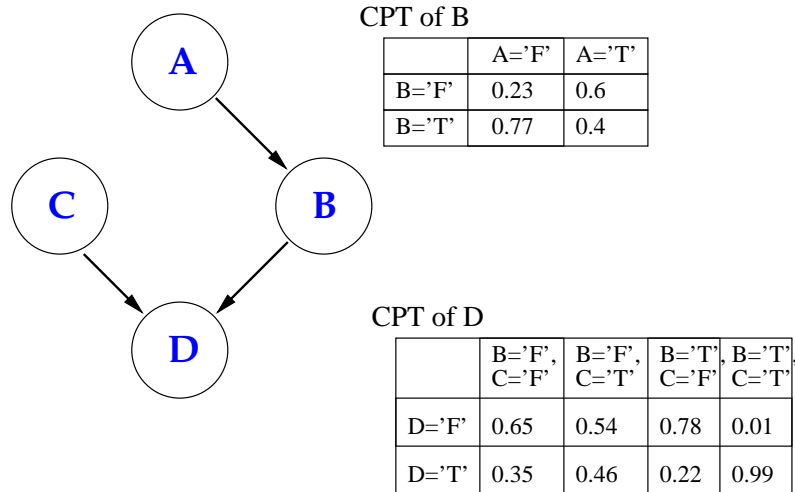 CPT of B
A
A='F' A='T'
B='F' 0.23 0.6
B='T' 0.77 0.4
C
B
CPT of D
D
B='F', B='F', B='T', B='T',
C='F' C='T' C='F' C='T'
D='F' 0.65 0.54 0.78 0.01
D='T' 0.35 0.46 0.22 0.99